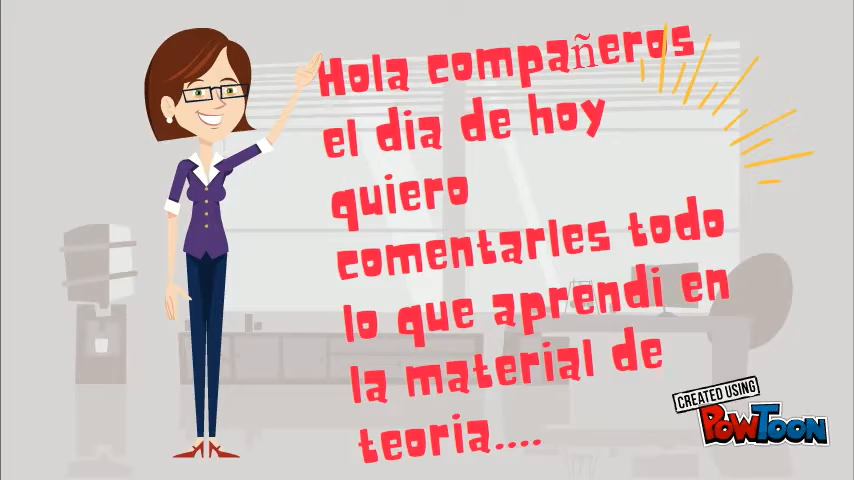 Hola compañeros
el dia de hoy
quiero
comentarles todo
lo que aprendi en
la material de
teoria....
CREATED USING
POWTOON